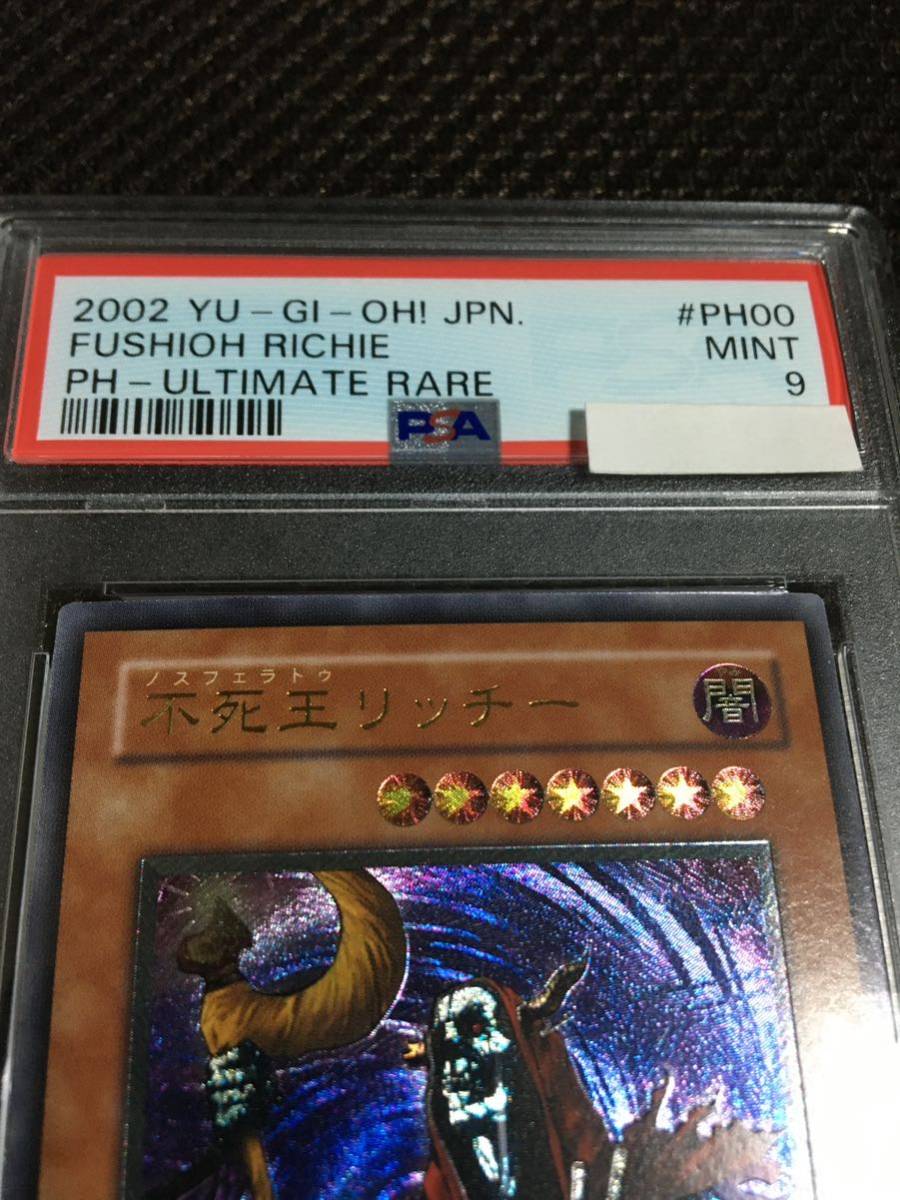 2002 YU-GI-OH! JPN. #PH00
FUSHIOH RICHIE MINT
PH-ULTIMATE RARE 9
PSA
ノスフェラトゥ
不死王リッチー
闇